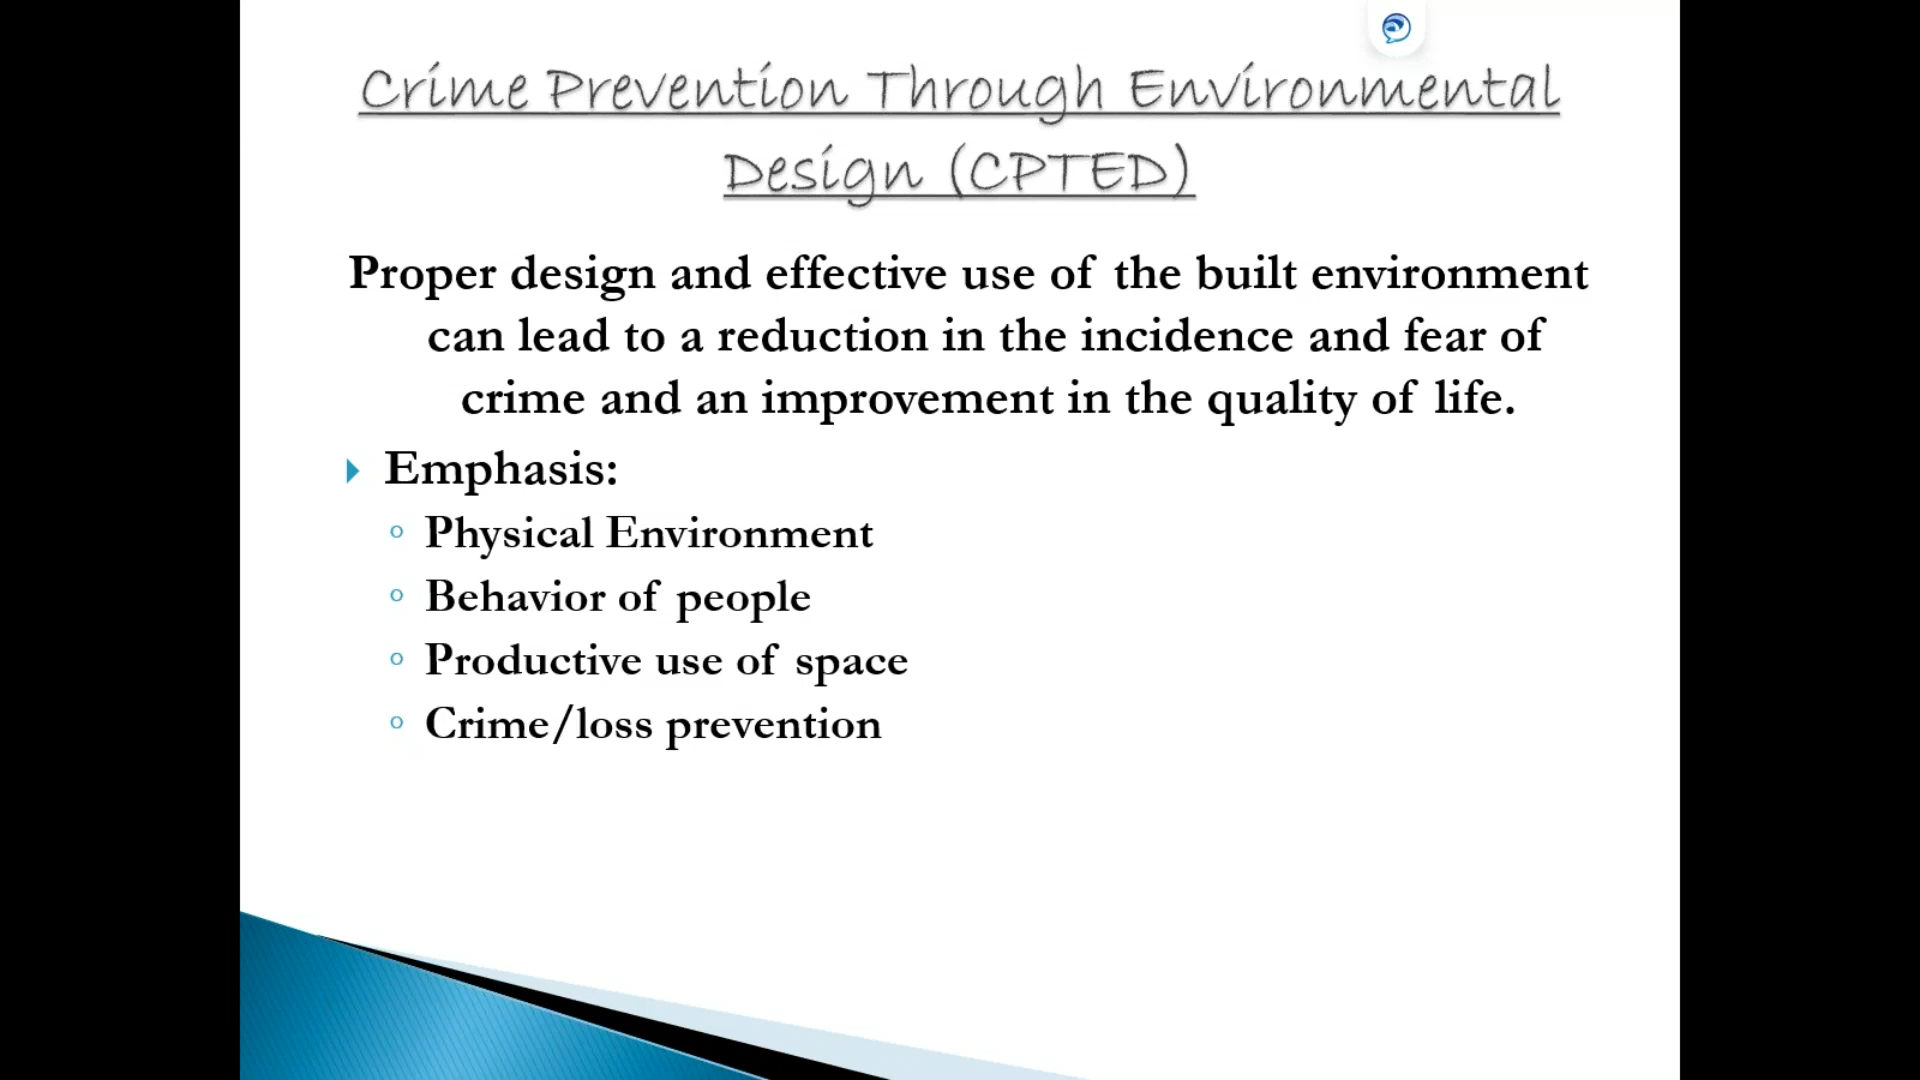 Crime Prevention Through Environmental
Design (CPTED)
Proper design and effective use of the built environment
can lead to a reduction in the incidence and fear of
crime and an improvement in the quality of life.
Emphasis:
Physical Environment
Behavior of people
Productive use of space
Crime/loss prevention